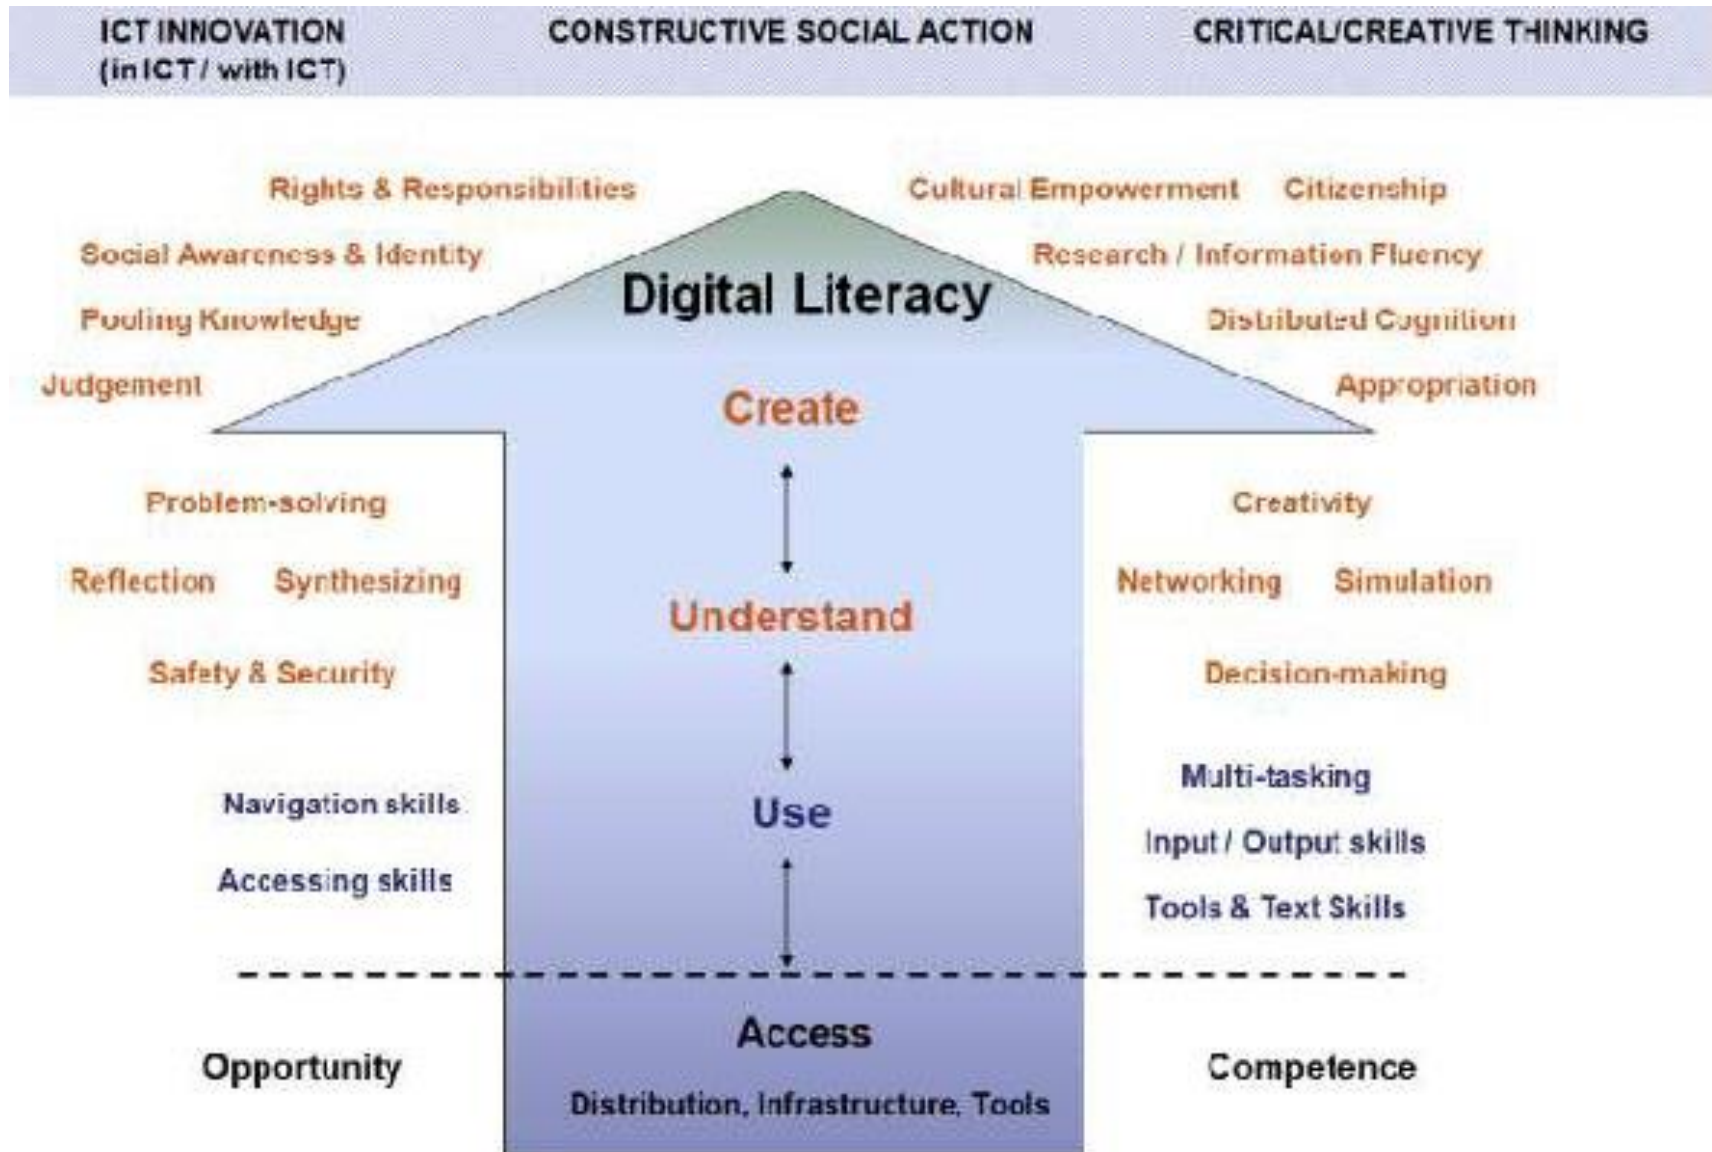 ICT INNOVATION
(in ICT / with ICT)
CONSTRUCTIVE SOCIAL ACTION
CRITICAL/CREATIVE THINKING
Rights & Responsibilities
Cultural Empowerment
Citizenship
Social Awareness & Identity
Research / Information Fluency
Digital Literacy
Pooling Knowledge
Distributed Cognition
Judgement
Appropriation
Create
Problem-solving
Creativity
Reflection
Synthesizing
Networking
Simulation
Understand
Safety & Security
Decision-making
Multi-tasking
Navigation skills
Use
Input / Output skills
Accessing skills
Tools & Text Skills
Access
Opportunity
Competence
Distribution, Infrastructure, Tools